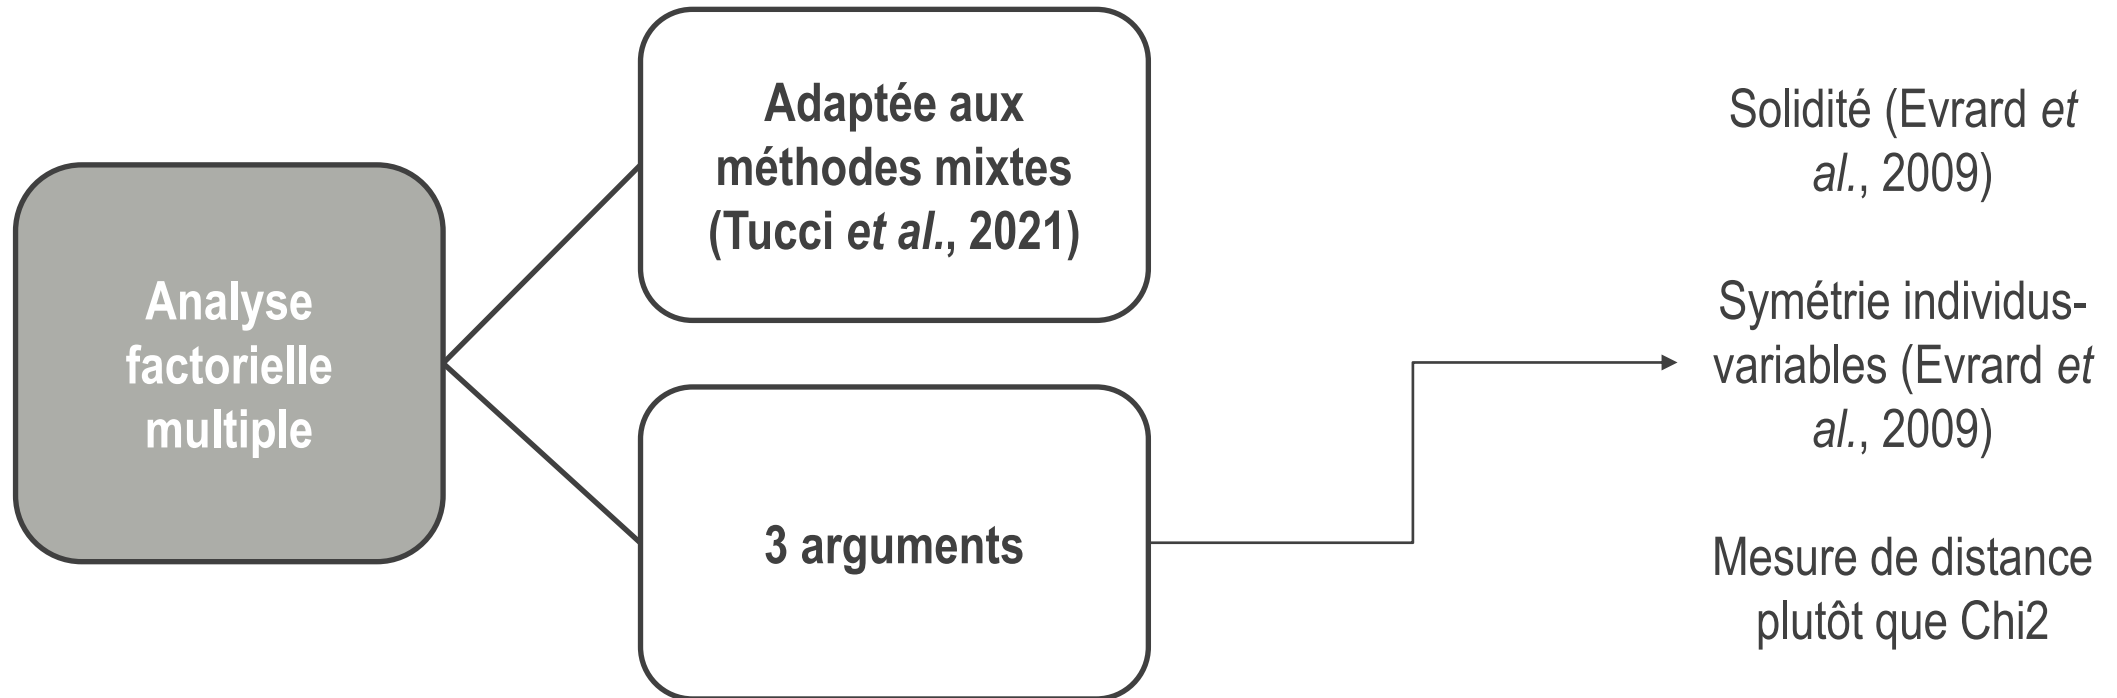 Analyse
factorielle
multiple
Adaptée aux
méthodes mixtes
(Tucci et al., 2021)
3 arguments
Solidité (Evrard et
al., 2009)
Symétrie individus-
variables (Evrard et
al., 2009)
Mesure de distance
plutôt que Chi2